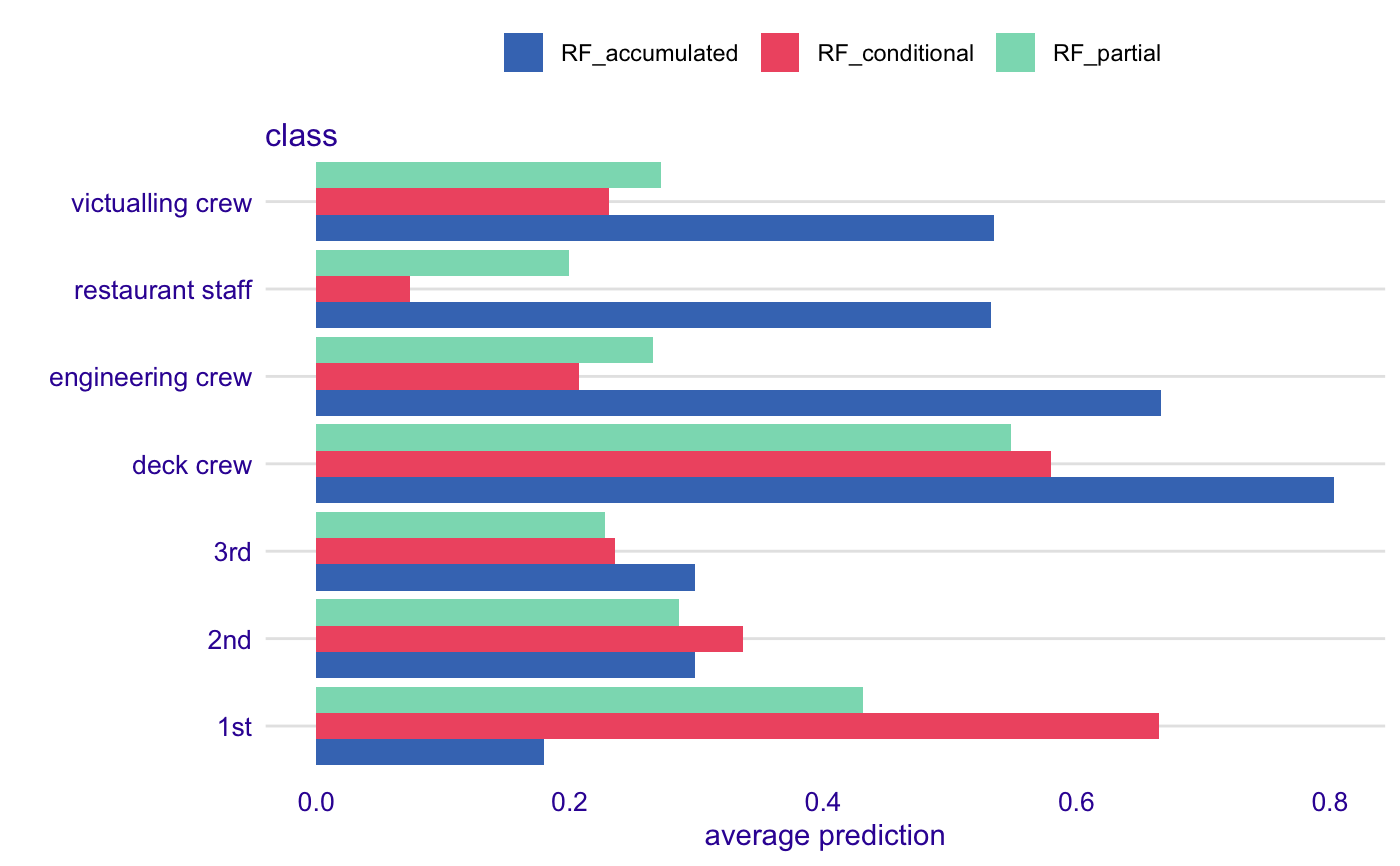 RF_accumulated RF_conditional RF_partial
class
victualling crew
restaurant staff
engineering crew
deck crew
3rd
2nd
1st
0.0 0.2 0.4 0.6 0.8
average prediction